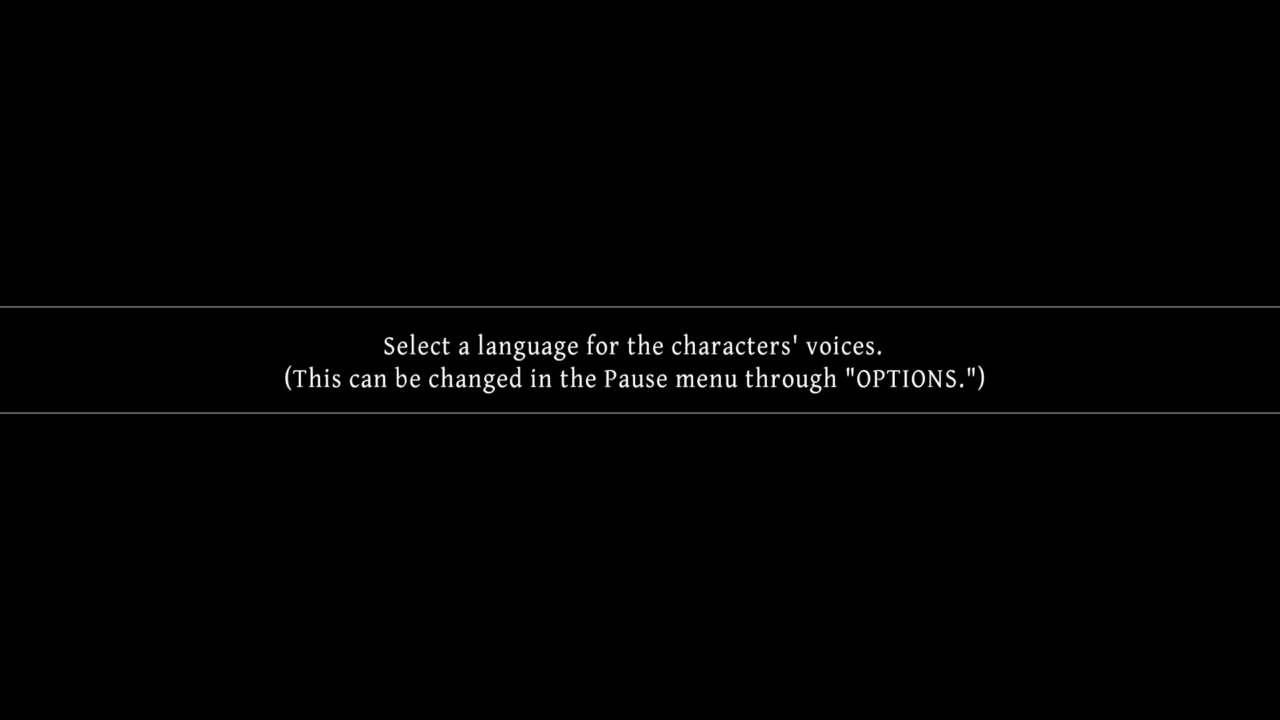 Select a language for the characters' voices.
(This can be changed in the Pause menu through "OPTIONS.")